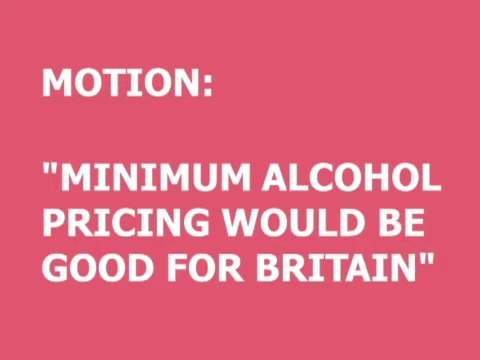 MOTION:
"MINIMUM ALCOHOL
PRICING WOULD BE
GOOD FOR BRITAIN"